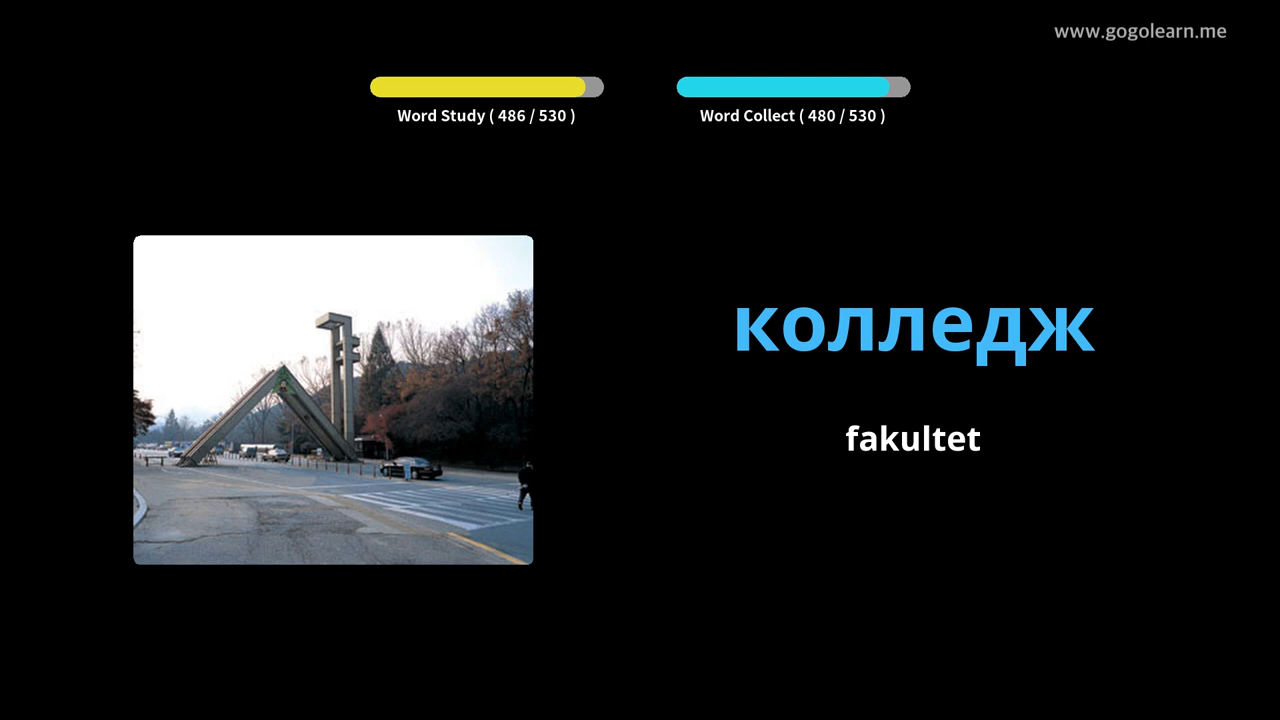 www.gogolearn.me
Word Study ( 486 / 530 )
Word Collect ( 480 / 530 )
колледж
fakultet